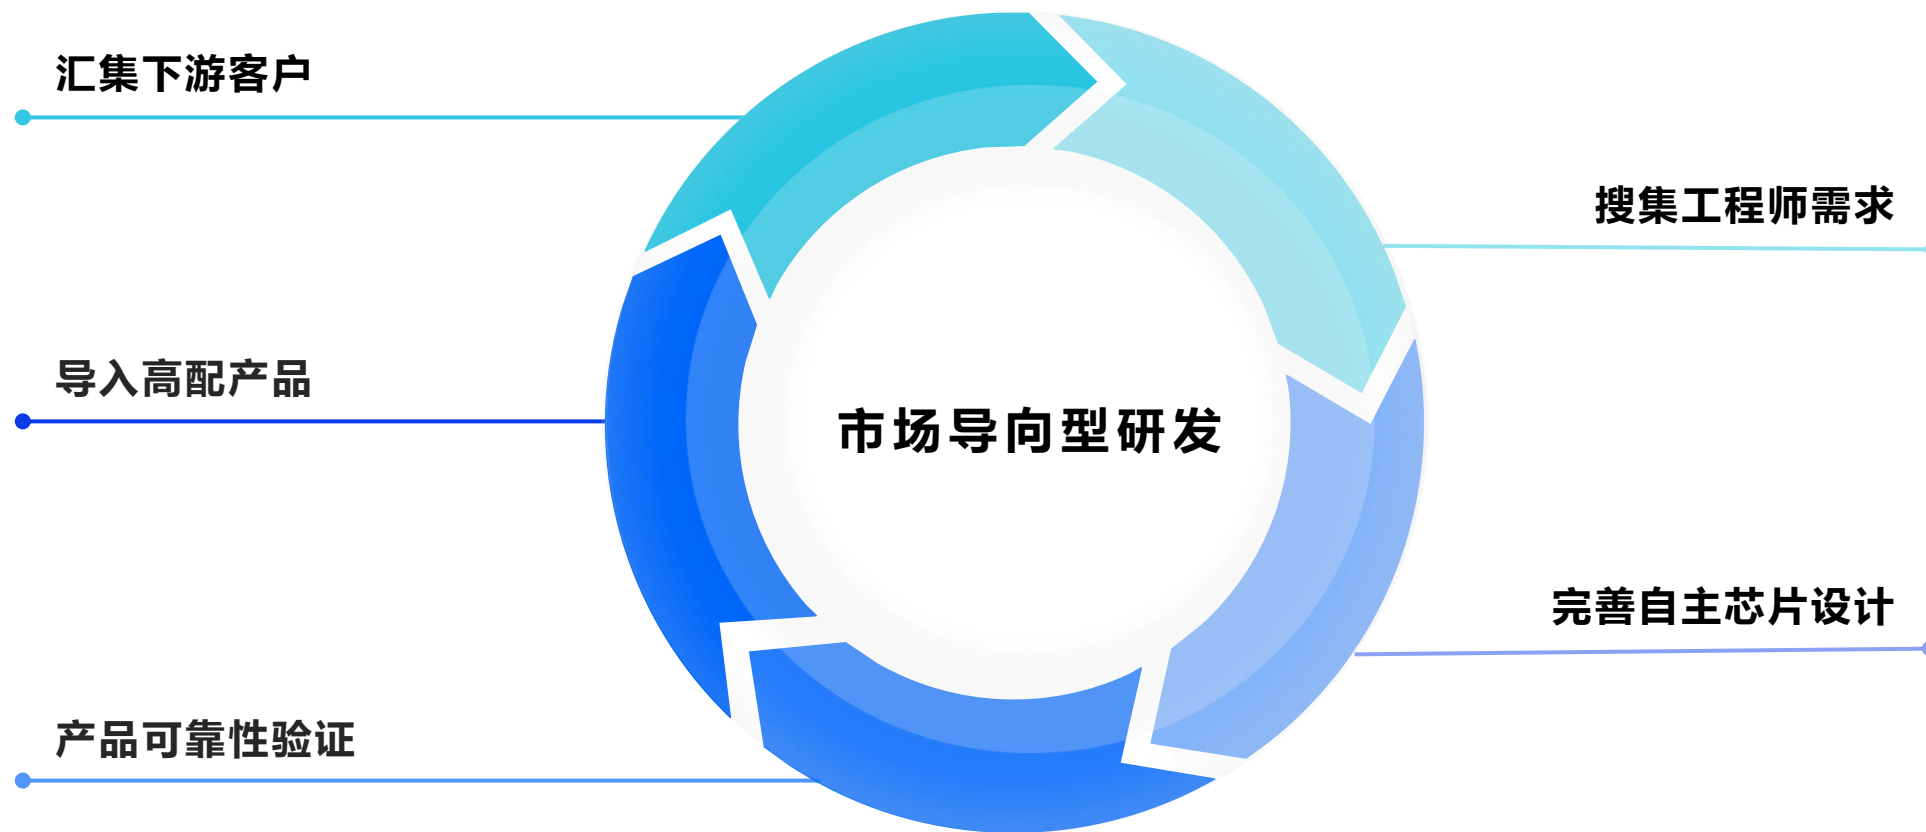 汇集下游客户
搜集工程师需求
导入高配产品
市场导向型研发
完善自主芯片设计
产品可靠性验证